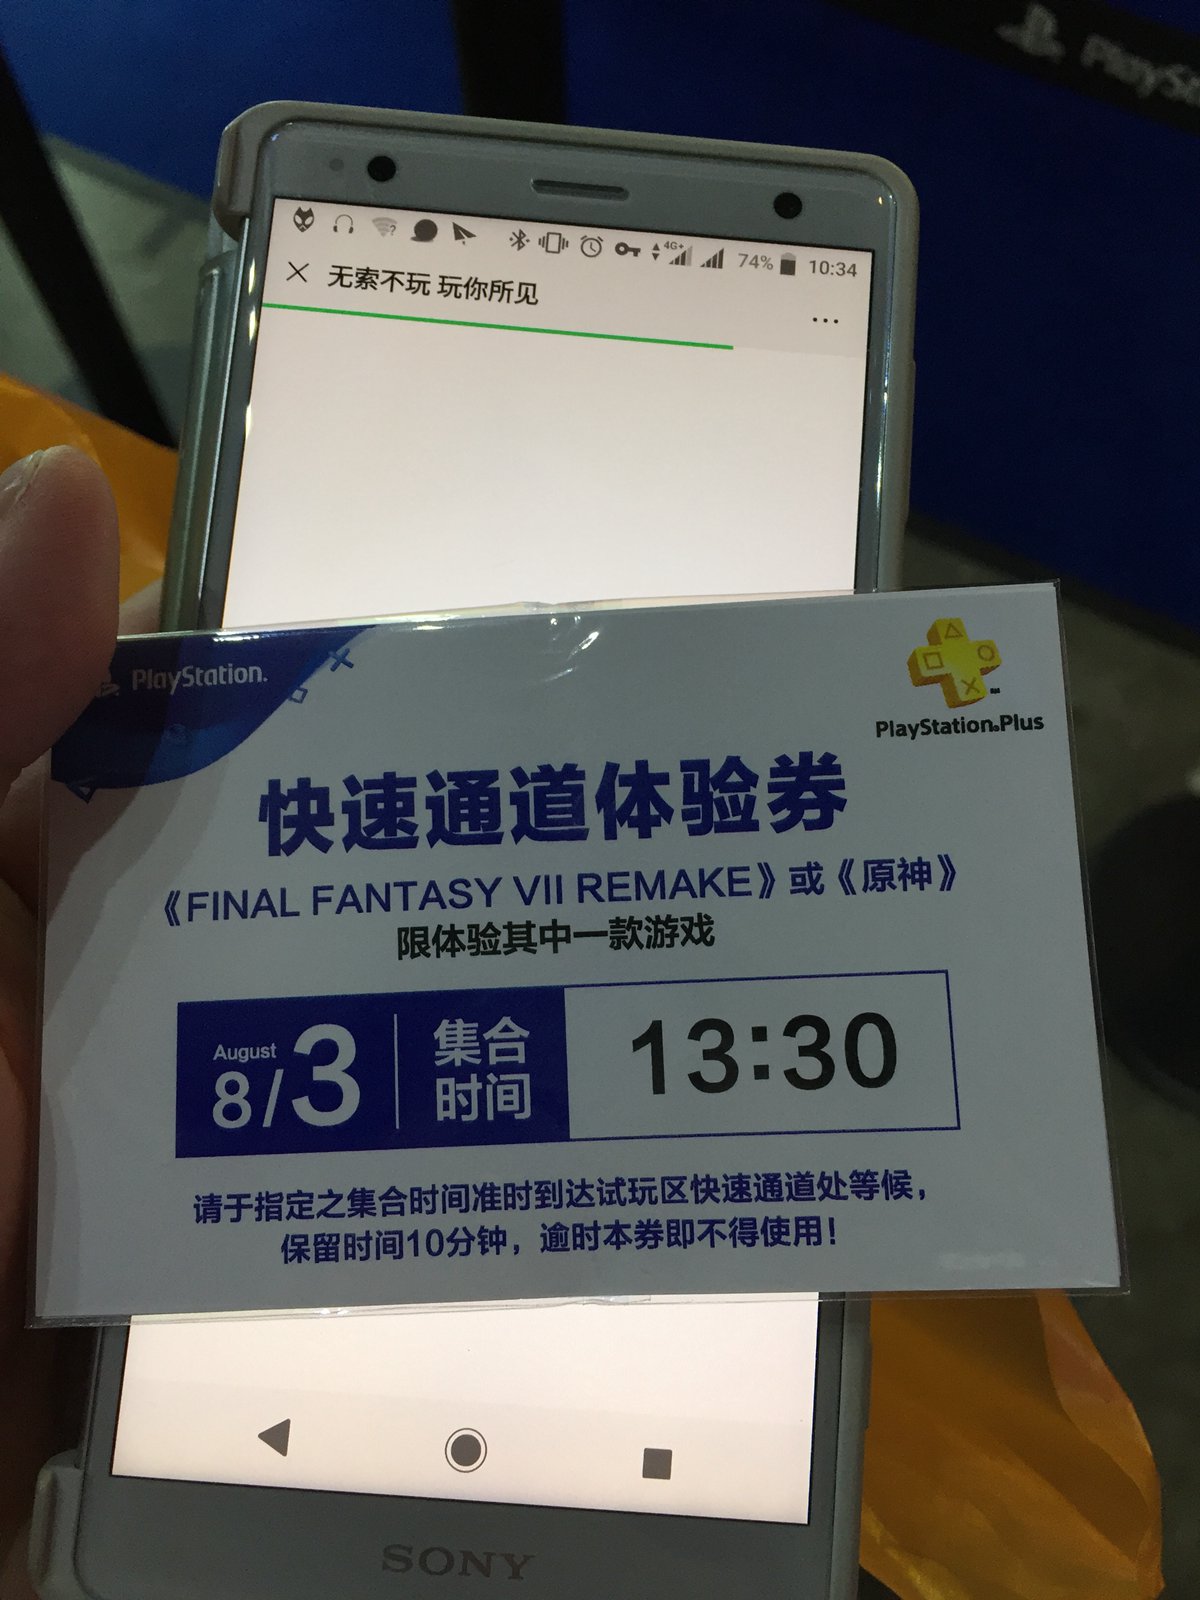 PlaySt
74% 10:34
无索不玩 玩你所见
PlayStation.
PlayStation.Plus
快速通道体验券
《FINAL FANTASY VII REMAKE》或《原神》
限体验其中一款游戏
August
8/3
集合
时间
13:30
请于指定之集合时间准时到达试玩区快速通道处等候，
保留时间10分钟，逾时本券即不得使用！
SONY